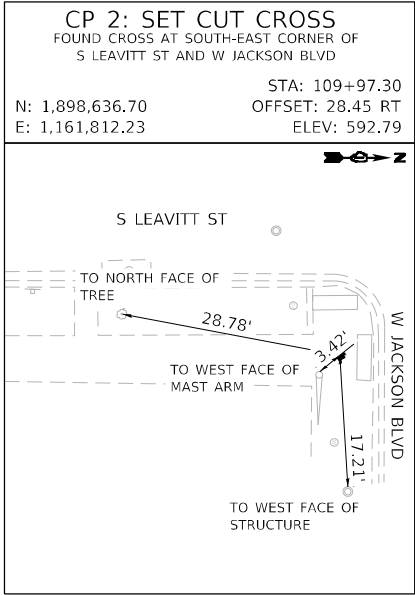 CP 2: SET CUT CROSS
FOUND CROSS AT SOUTH-EAST CORNER OF
S LEAVITT ST AND W JACKSON BLVD
STA: 109+97.30
N: 1,898,636.70 OFFSET: 28.45 RT
E: 1,161,812.23 ELEV: 592.79
N
S LEAVITT ST
TO NORTH FACE OF
TREE
28.78'
3.42'
W JACKSON BLVD
TO WEST FACE OF
MAST ARM
17.21'
TO WEST FACE OF
STRUCTURE